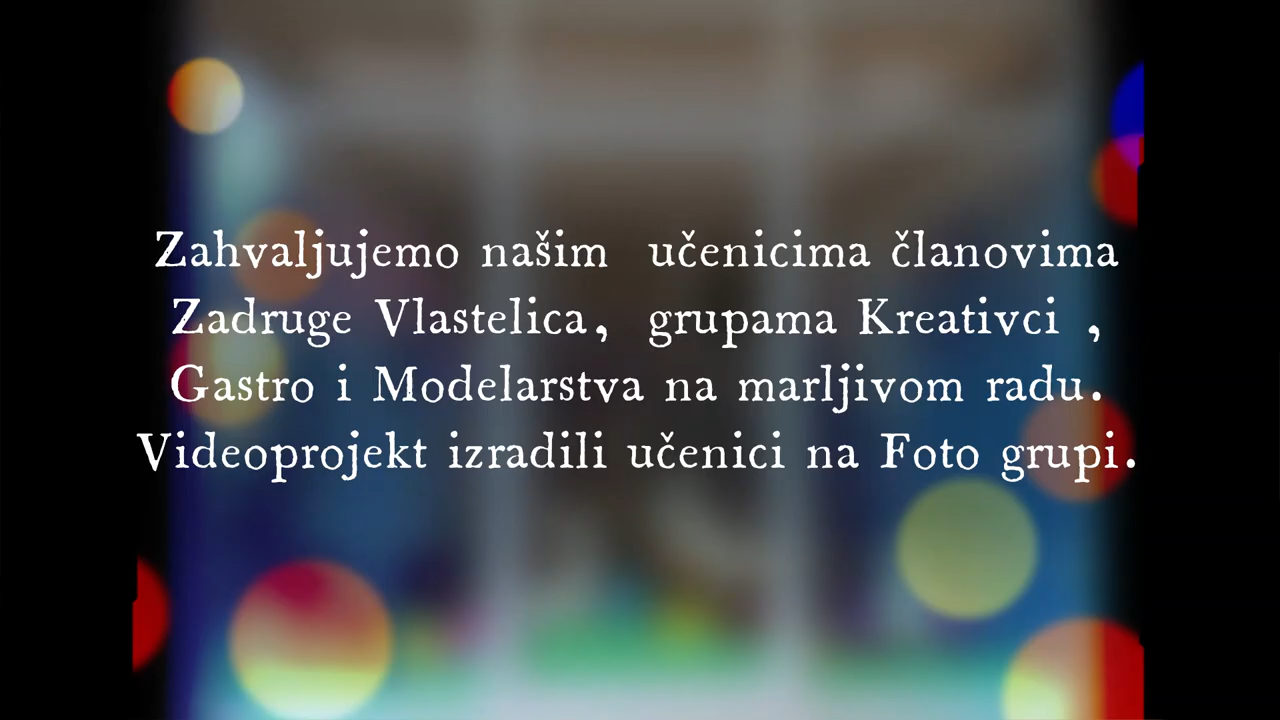 Zahvaljujemo našim  učenicima članovima
Zadruge Vlastelica,  grupama Kreativci ,
Gastro i Modelarstva na marljivom radu.
Videoprojekt izradili učenici na Foto grupi.